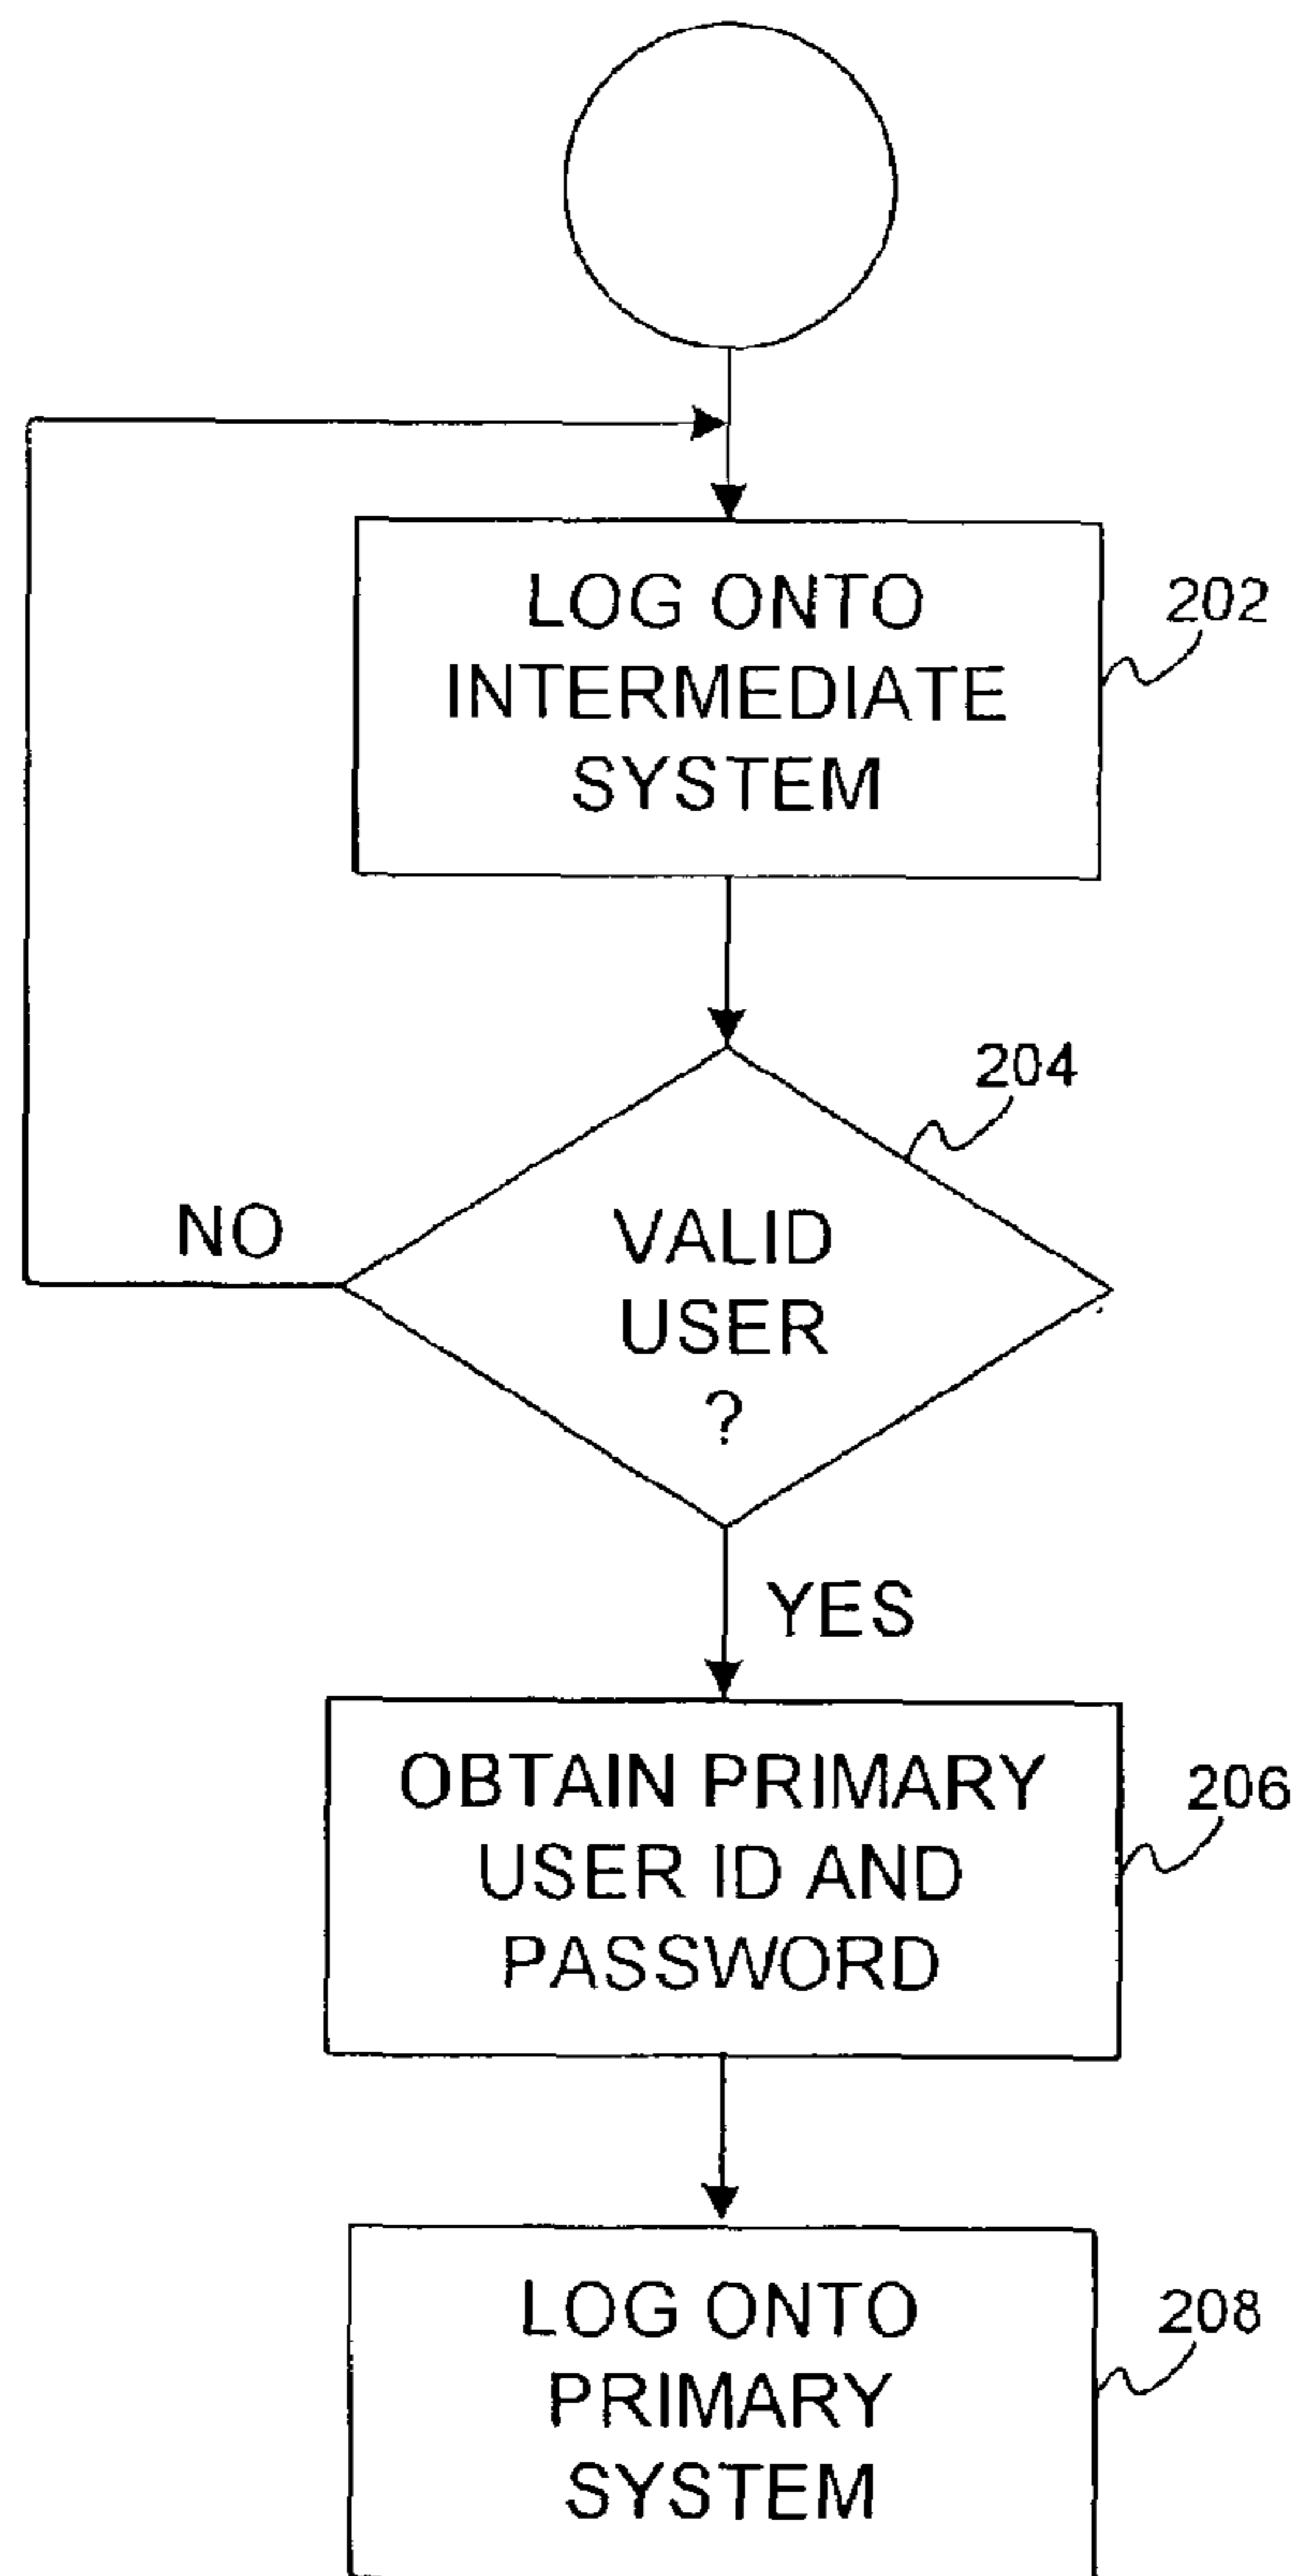 LOG ONTO
INTERMEDIATE
SYSTEM
202
204
VALID
USER
?
NO
YES
OBTAIN PRIMARY
USER ID AND
PASSWORD
206
LOG ONTO
PRIMARY
SYSTEM
208